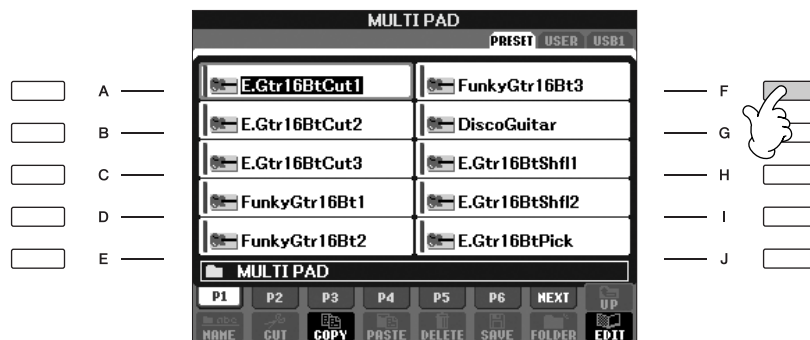 MULTI PAD
PRESET USER USB1
A E.Gtr16BtCut1 FunkyGtr16Bt3 F
B E.Gtr16BtCut2 DiscoGuitar G
C E.Gtr16BtCut3 E.Gtr16BtShfl1 H
D FunkyGtr16Bt1 E.Gtr16BtShfl2 I
E FunkyGtr16Bt2 E.Gtr16BtPick J
MULTI PAD
P1 P2 P3 P4 P5 P6 NEXT UP
NAME CUT COPY PASTE DELETE SAVE FOLDER EDIT